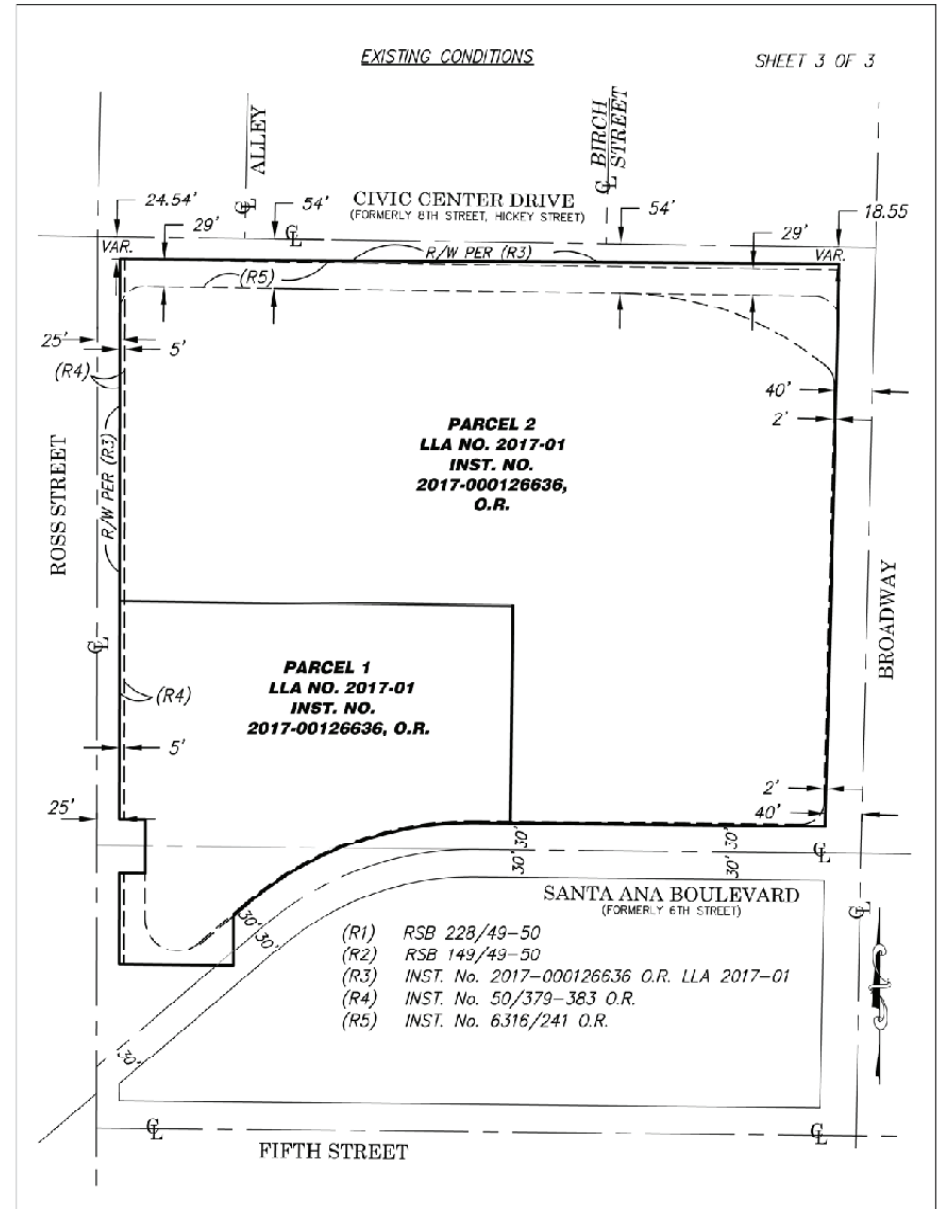 EXISTING CONDITIONS
SHEET 3 OF 3
ALLEY
BIRCH
STREET
℄
24.54'
29'
℄
54'
℄
CIVIC CENTER DRIVE
(FORMERLY 8TH STREET, HICKEY STREET)
54'
29'
18.55
VAR.
R/W PER (R3)
VAR.
(R5)
25'
5'
(R4)
40'
2'
PARCEL 2
LLA NO. 2017-01
INST. NO.
2017-000126636,
O.R.
ROSS STREET
R/W PER (R3)
BROADWAY
℄
PARCEL 1
LLA NO. 2017-01
INST. NO.
2017-00126636, O.R.
(R4)
5'
2'
40'
25'
30'
30'
30'
30'
℄
SANTA ANA BOULEVARD
(FORMERLY 6TH STREET)
℄
30'
30'
(R1) RSB 228/49-50
(R2) RSB 149/49-50
(R3) INST. No. 2017-000126636 O.R. LLA 2017-01
(R4) INST. No. 50/379-383 O.R.
(R5) INST. No. 6316/241 O.R.
30'
℄
℄
FIFTH STREET